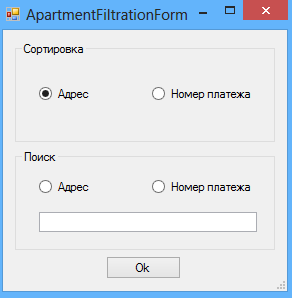 ApartmentFiltrationForm
Сортировка
Адрес Номер платежа
Поиск
Адрес Номер платежа
Ok